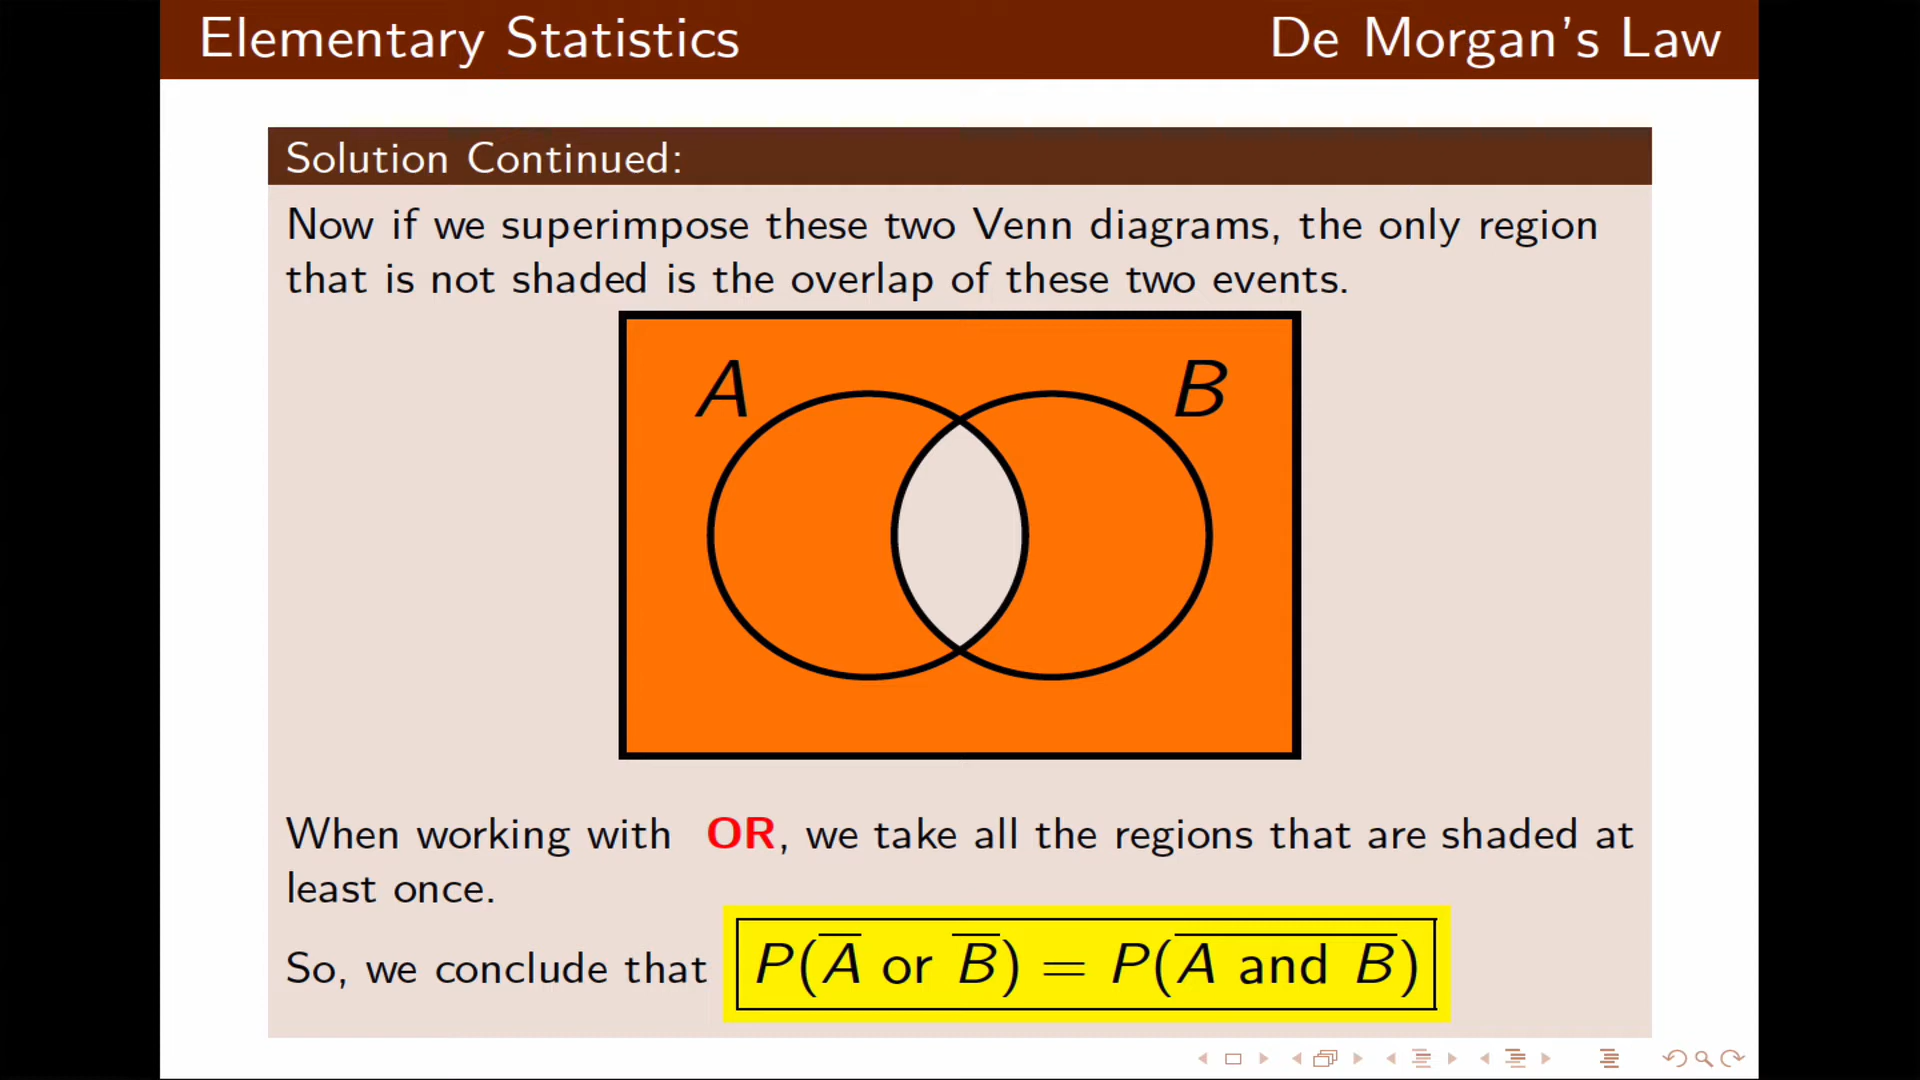 Elementary Statistics De Morgan's Law
Solution Continued:
Now if we superimpose these two Venn diagrams, the only region
that is not shaded is the overlap of these two events.
A B
When working with OR, we take all the regions that are shaded at
least once.
So, we conclude that P(A̅ or B̅) = P(A̅ ̅a̅n̅d̅ ̅B̅)